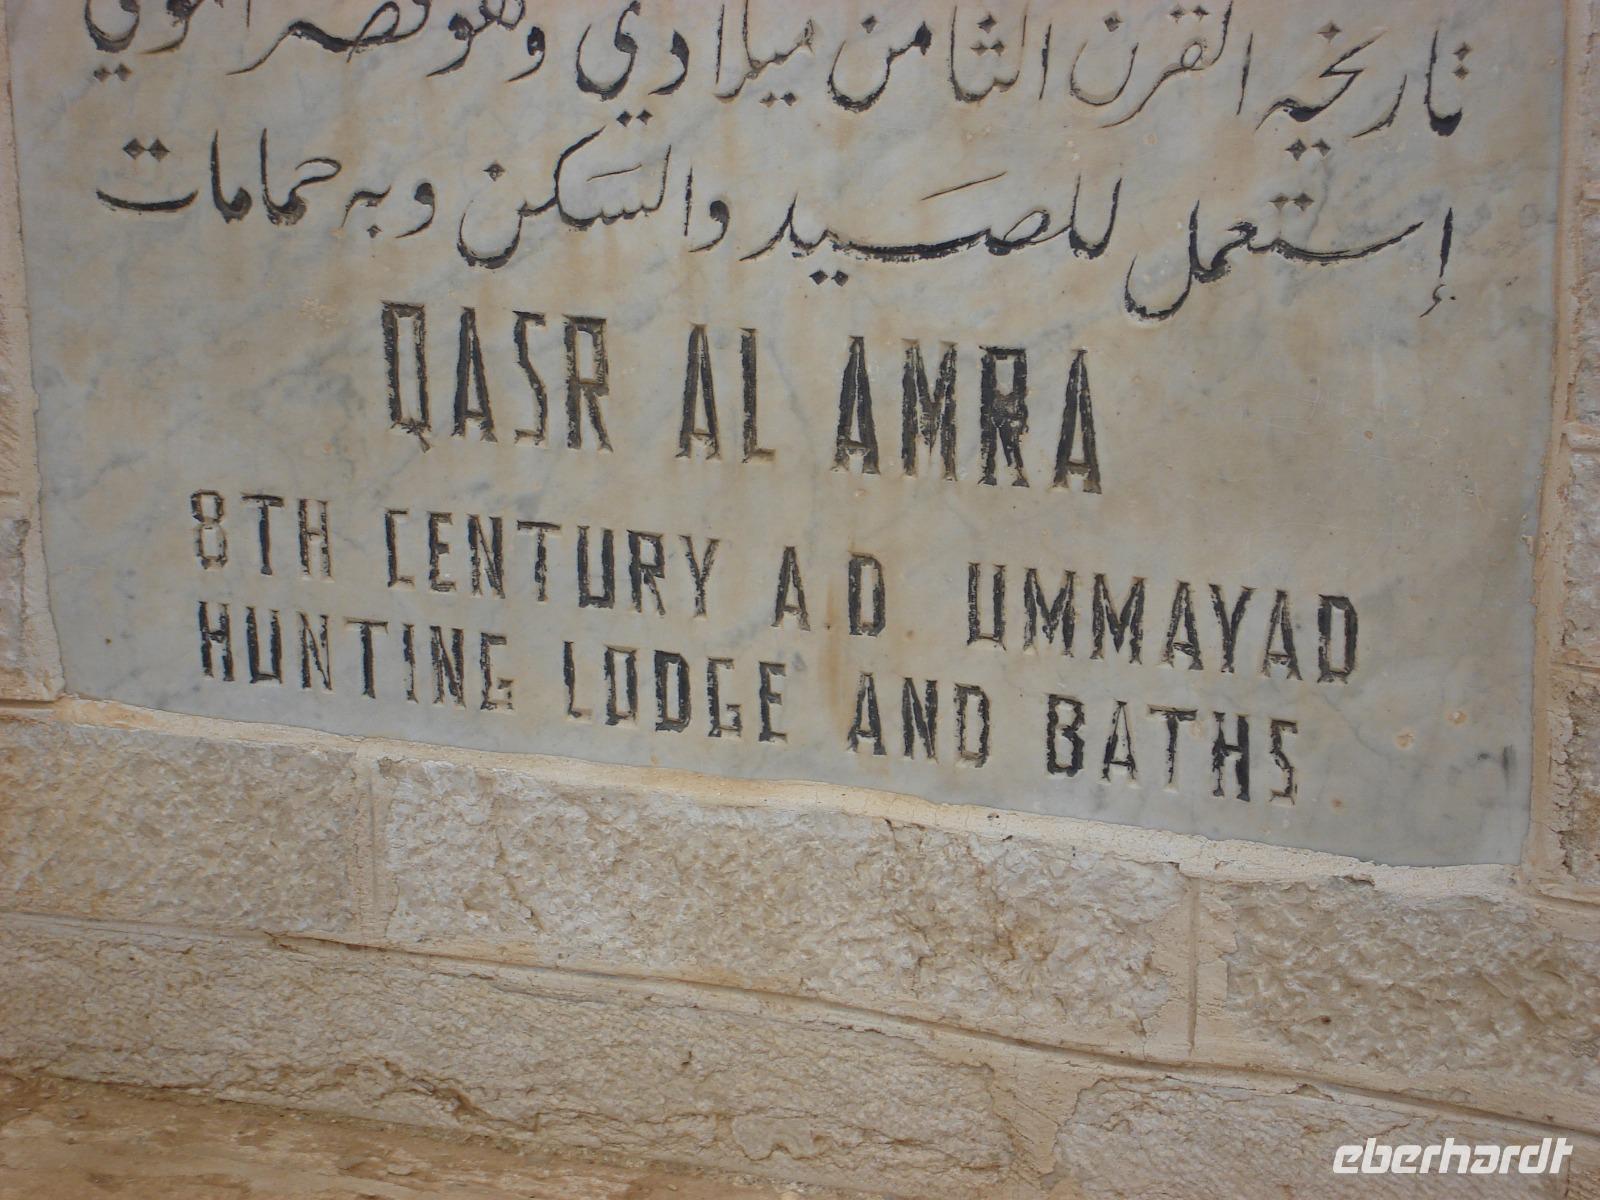 تاريخه القرن الثامن ميلادي وهو قصر أموي
إستعمل للصيد والسكن وبه حمامات
QASR AL AMRA
8TH CENTURY A D UMMAYAD
HUNTING LODGE AND BATHS
eberhardt